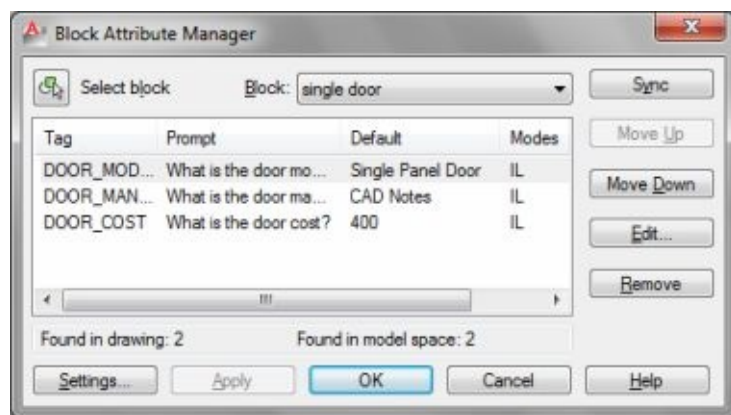 Block Attribute Manager
Select block Block: single door Sync
Tag Prompt Default Modes Move Up
DOOR_MOD... What is the door mo... Single Panel Door IL
DOOR_MAN... What is the door ma... CAD Notes IL Move Down
DOOR_COST What is the door cost? 400 IL
Edit...
Remove
Found in drawing: 2 Found in model space: 2
Settings... Apply OK Cancel Help